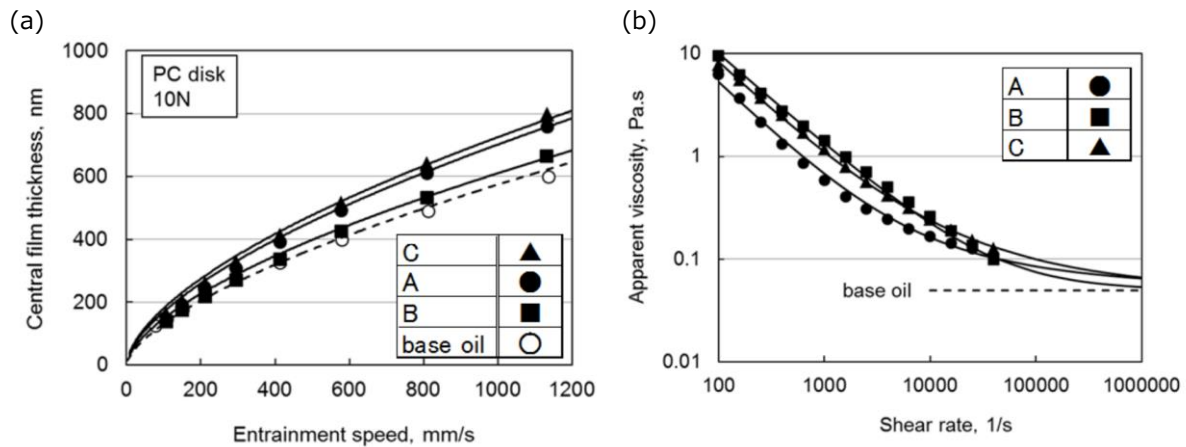 (a)
1000
800
600
400
200
0
Central film thickness, nm
PC disk
10N
C
A
B
base oil
0 200 400 600 800 1000 1200
Entrainment speed, mm/s
(b)
10
1
0.1
0.01
Apparent viscosity, Pa.s
A
B
C
base oil
100 1000 10000 100000 1000000
Shear rate, 1/s